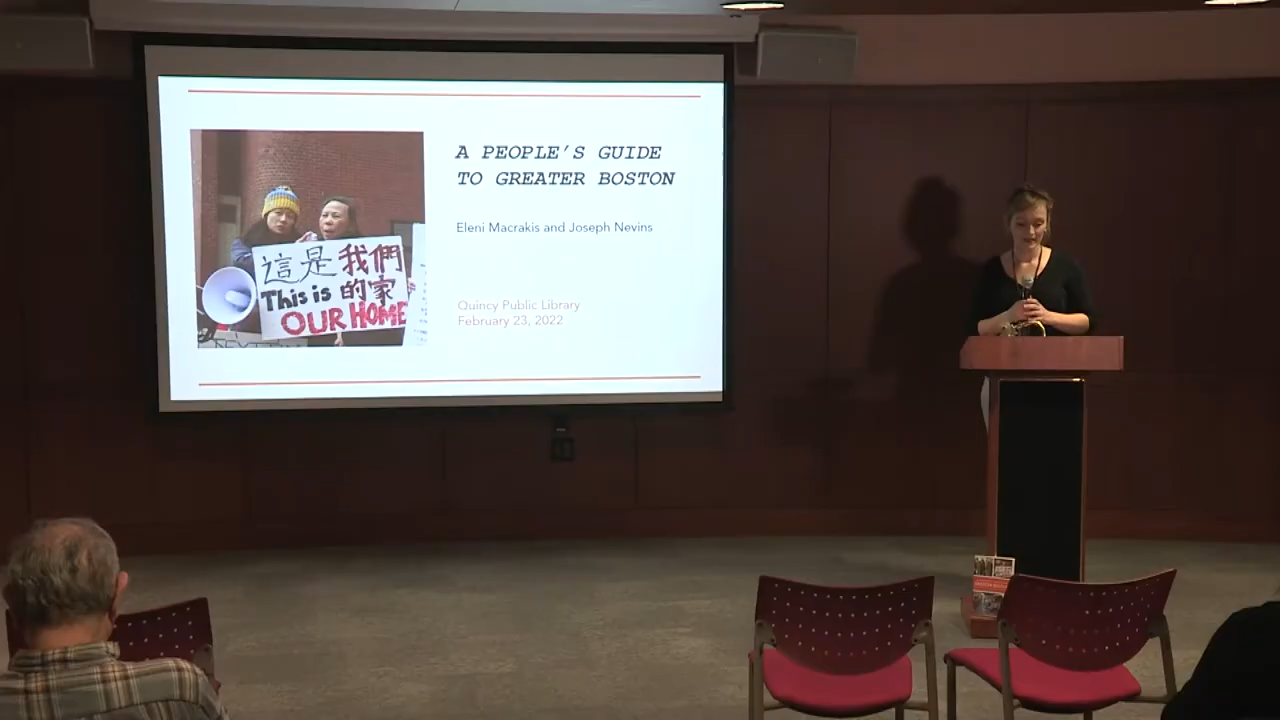 A PEOPLE'S GUIDE
TO GREATER BOSTON
Eleni Macrakis and Joseph Nevins
Quincy Public Library
February 23, 2022
這是我們
This is 的家
OUR HOME